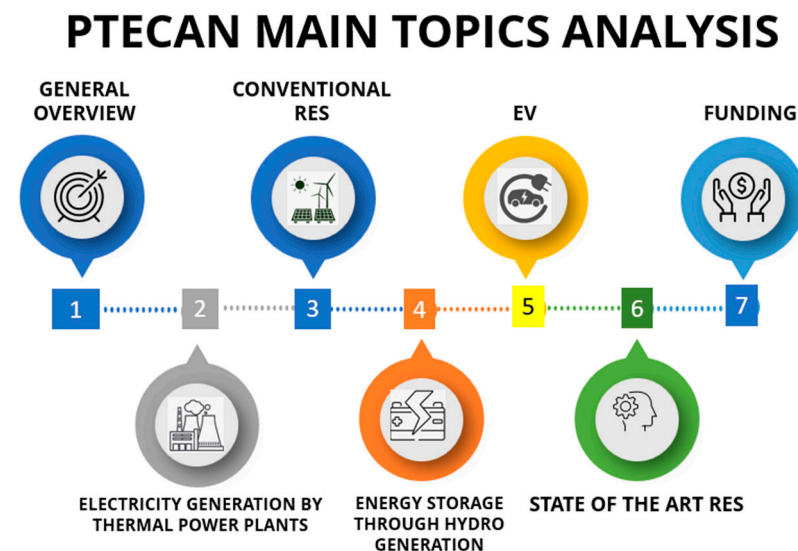 PTECAN MAIN TOPICS ANALYSIS
GENERAL
OVERVIEW
CONVENTIONAL
RES
EV
FUNDING
$
1
2
3
4
5
6
7
ELECTRICITY GENERATION BY
THERMAL POWER PLANTS
ENERGY STORAGE
THROUGH HYDRO
GENERATION
STATE OF THE ART RES